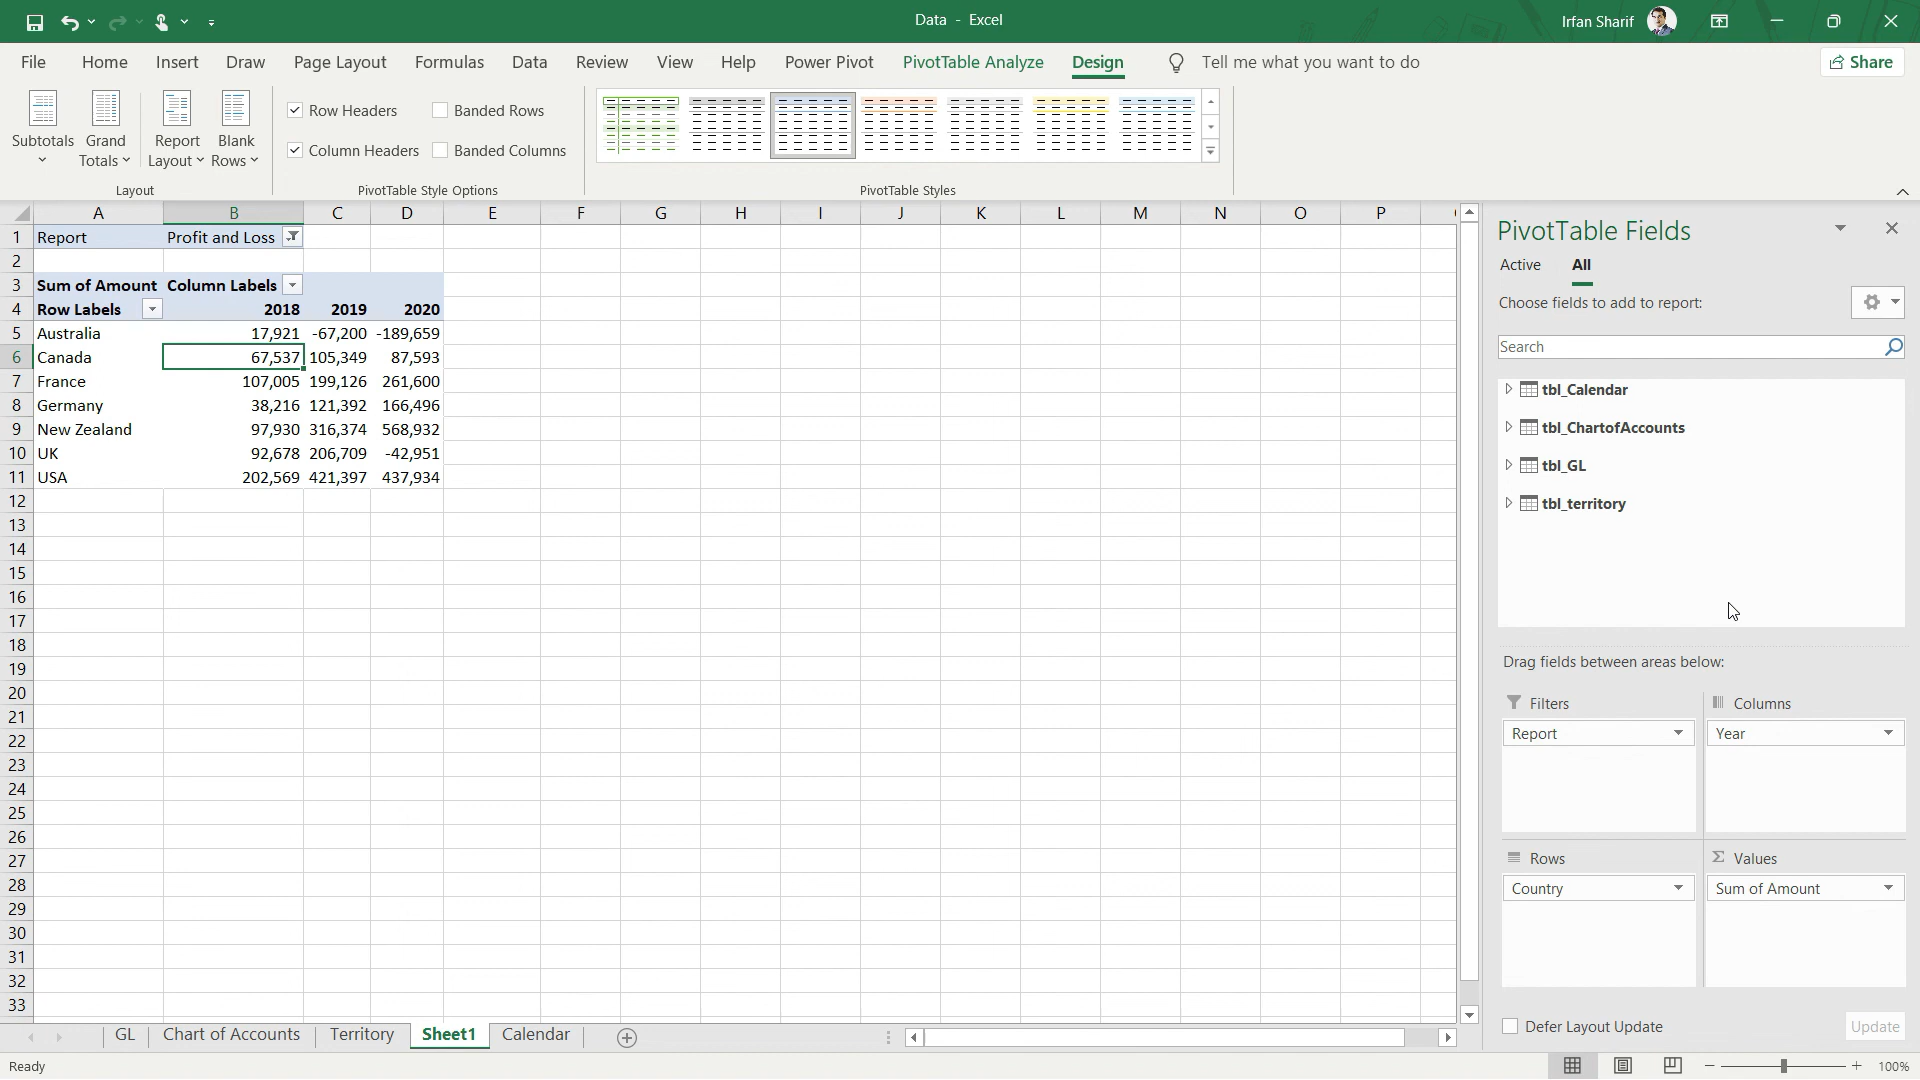 Data - Excel
Irfan Sharif
File Home Insert Draw Page Layout Formulas Data Review View Help Power Pivot PivotTable Analyze Design Tell me what you want to do Share
Subtotals
Grand
Totals
Report
Layout
Blank
Rows
Row Headers Banded Rows
Column Headers Banded Columns
Layout PivotTable Style Options PivotTable Styles
A B C D E F G H I J K L M N O P
1 Report Profit and Loss
2
3 Sum of Amount Column Labels
4 Row Labels 2018 2019 2020
5 Australia 17,921 -67,200 -189,659
6 Canada 67,537 105,349 87,593
7 France 107,005 199,126 261,600
8 Germany 38,216 121,392 166,496
9 New Zealand 97,930 316,374 568,932
10 UK 92,678 206,709 -42,951
11 USA 202,569 421,397 437,934
12
13
14
15
16
17
18
19
20
21
22
23
24
25
26
27
28
29
30
31
32
33
PivotTable Fields
Active All
Choose fields to add to report:
Search
tbl_Calendar
tbl_ChartofAccounts
tbl_GL
tbl_territory
Drag fields between areas below:
Filters Columns
Report Year
Rows Σ Values
Country Sum of Amount
Defer Layout Update Update
GL Chart of Accounts Territory Sheet1 Calendar
Ready 100%